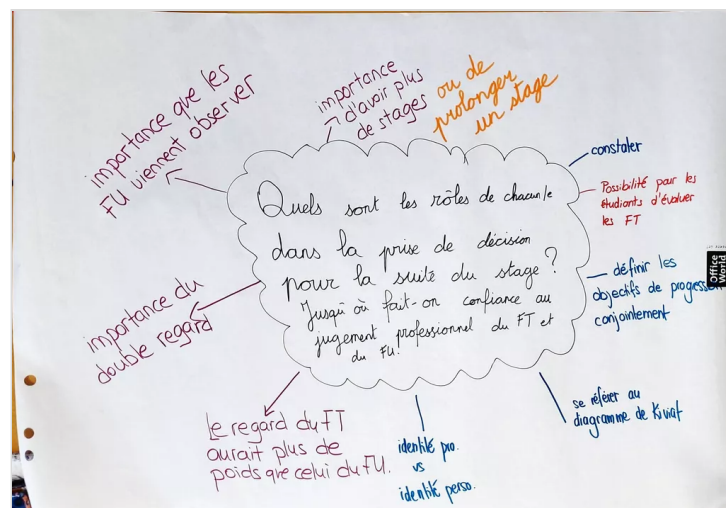 importance que les
FU viennent observer
importance
d'avoir plus
de stages
ou de
prolonger
un stage
constater
Possibilité par les
étudiants d'évaluer
les FT
Quels sont les rôles de chacun/e
dans la prise de décision
pour la suite du stage ?
Jusqu'où fait-on confiance au
jugement professionnel du FT et
du FU.
définir les
objectifs de progression
conjointement
Office
World
importance du
double regard
se référer au
diagramme de Kiviat
Le regard du FT
aurait plus de
poids que celui du FU.
identité pro.
vs
identité perso.